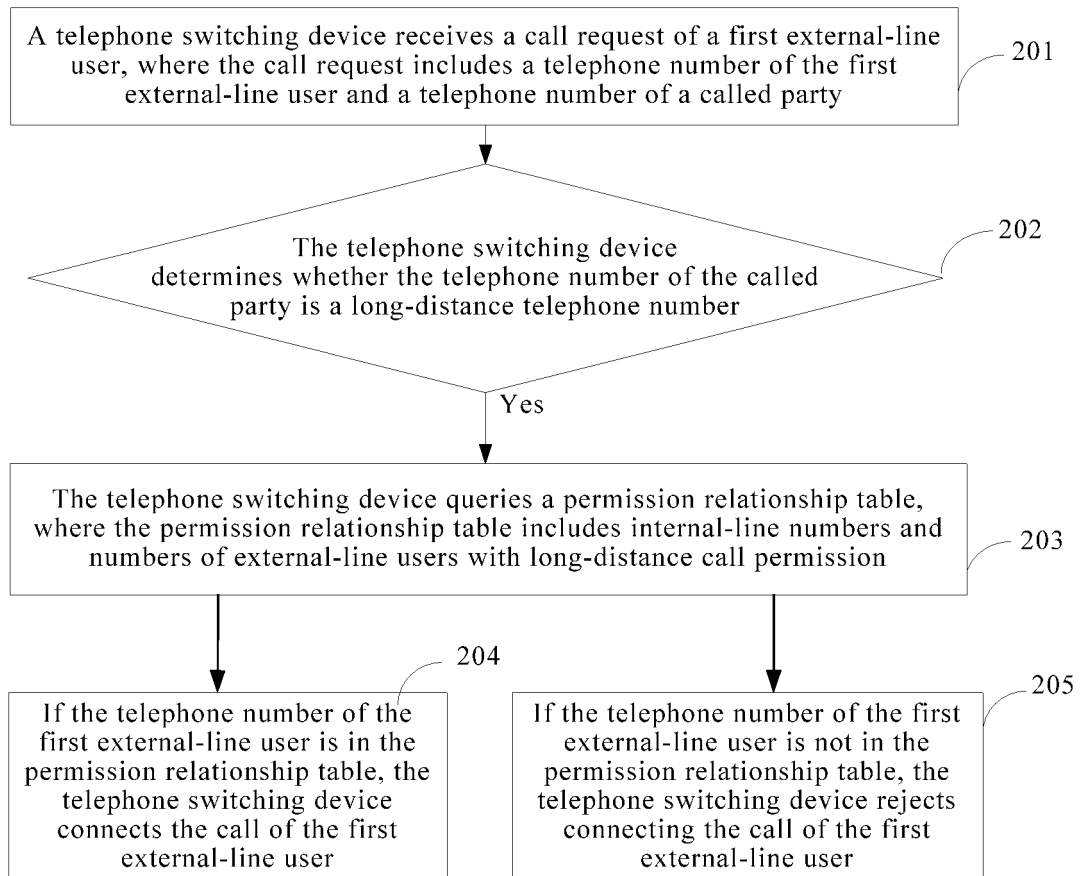 A telephone switching device receives a call request of a first external-line
user, where the call request includes a telephone number of the first
external-line user and a telephone number of a called party
201
The telephone switching device
determines whether the telephone number of the called
party is a long-distance telephone number
202
Yes
The telephone switching device queries a permission relationship table,
where the permission relationship table includes internal-line numbers and
numbers of external-line users with long-distance call permission
203
204
If the telephone number of the
first external-line user is in the
permission relationship table, the
telephone switching device
connects the call of the first
external-line user
205
If the telephone number of the first
external-line user is not in the
permission relationship table, the
telephone switching device rejects
connecting the call of the first
external-line user